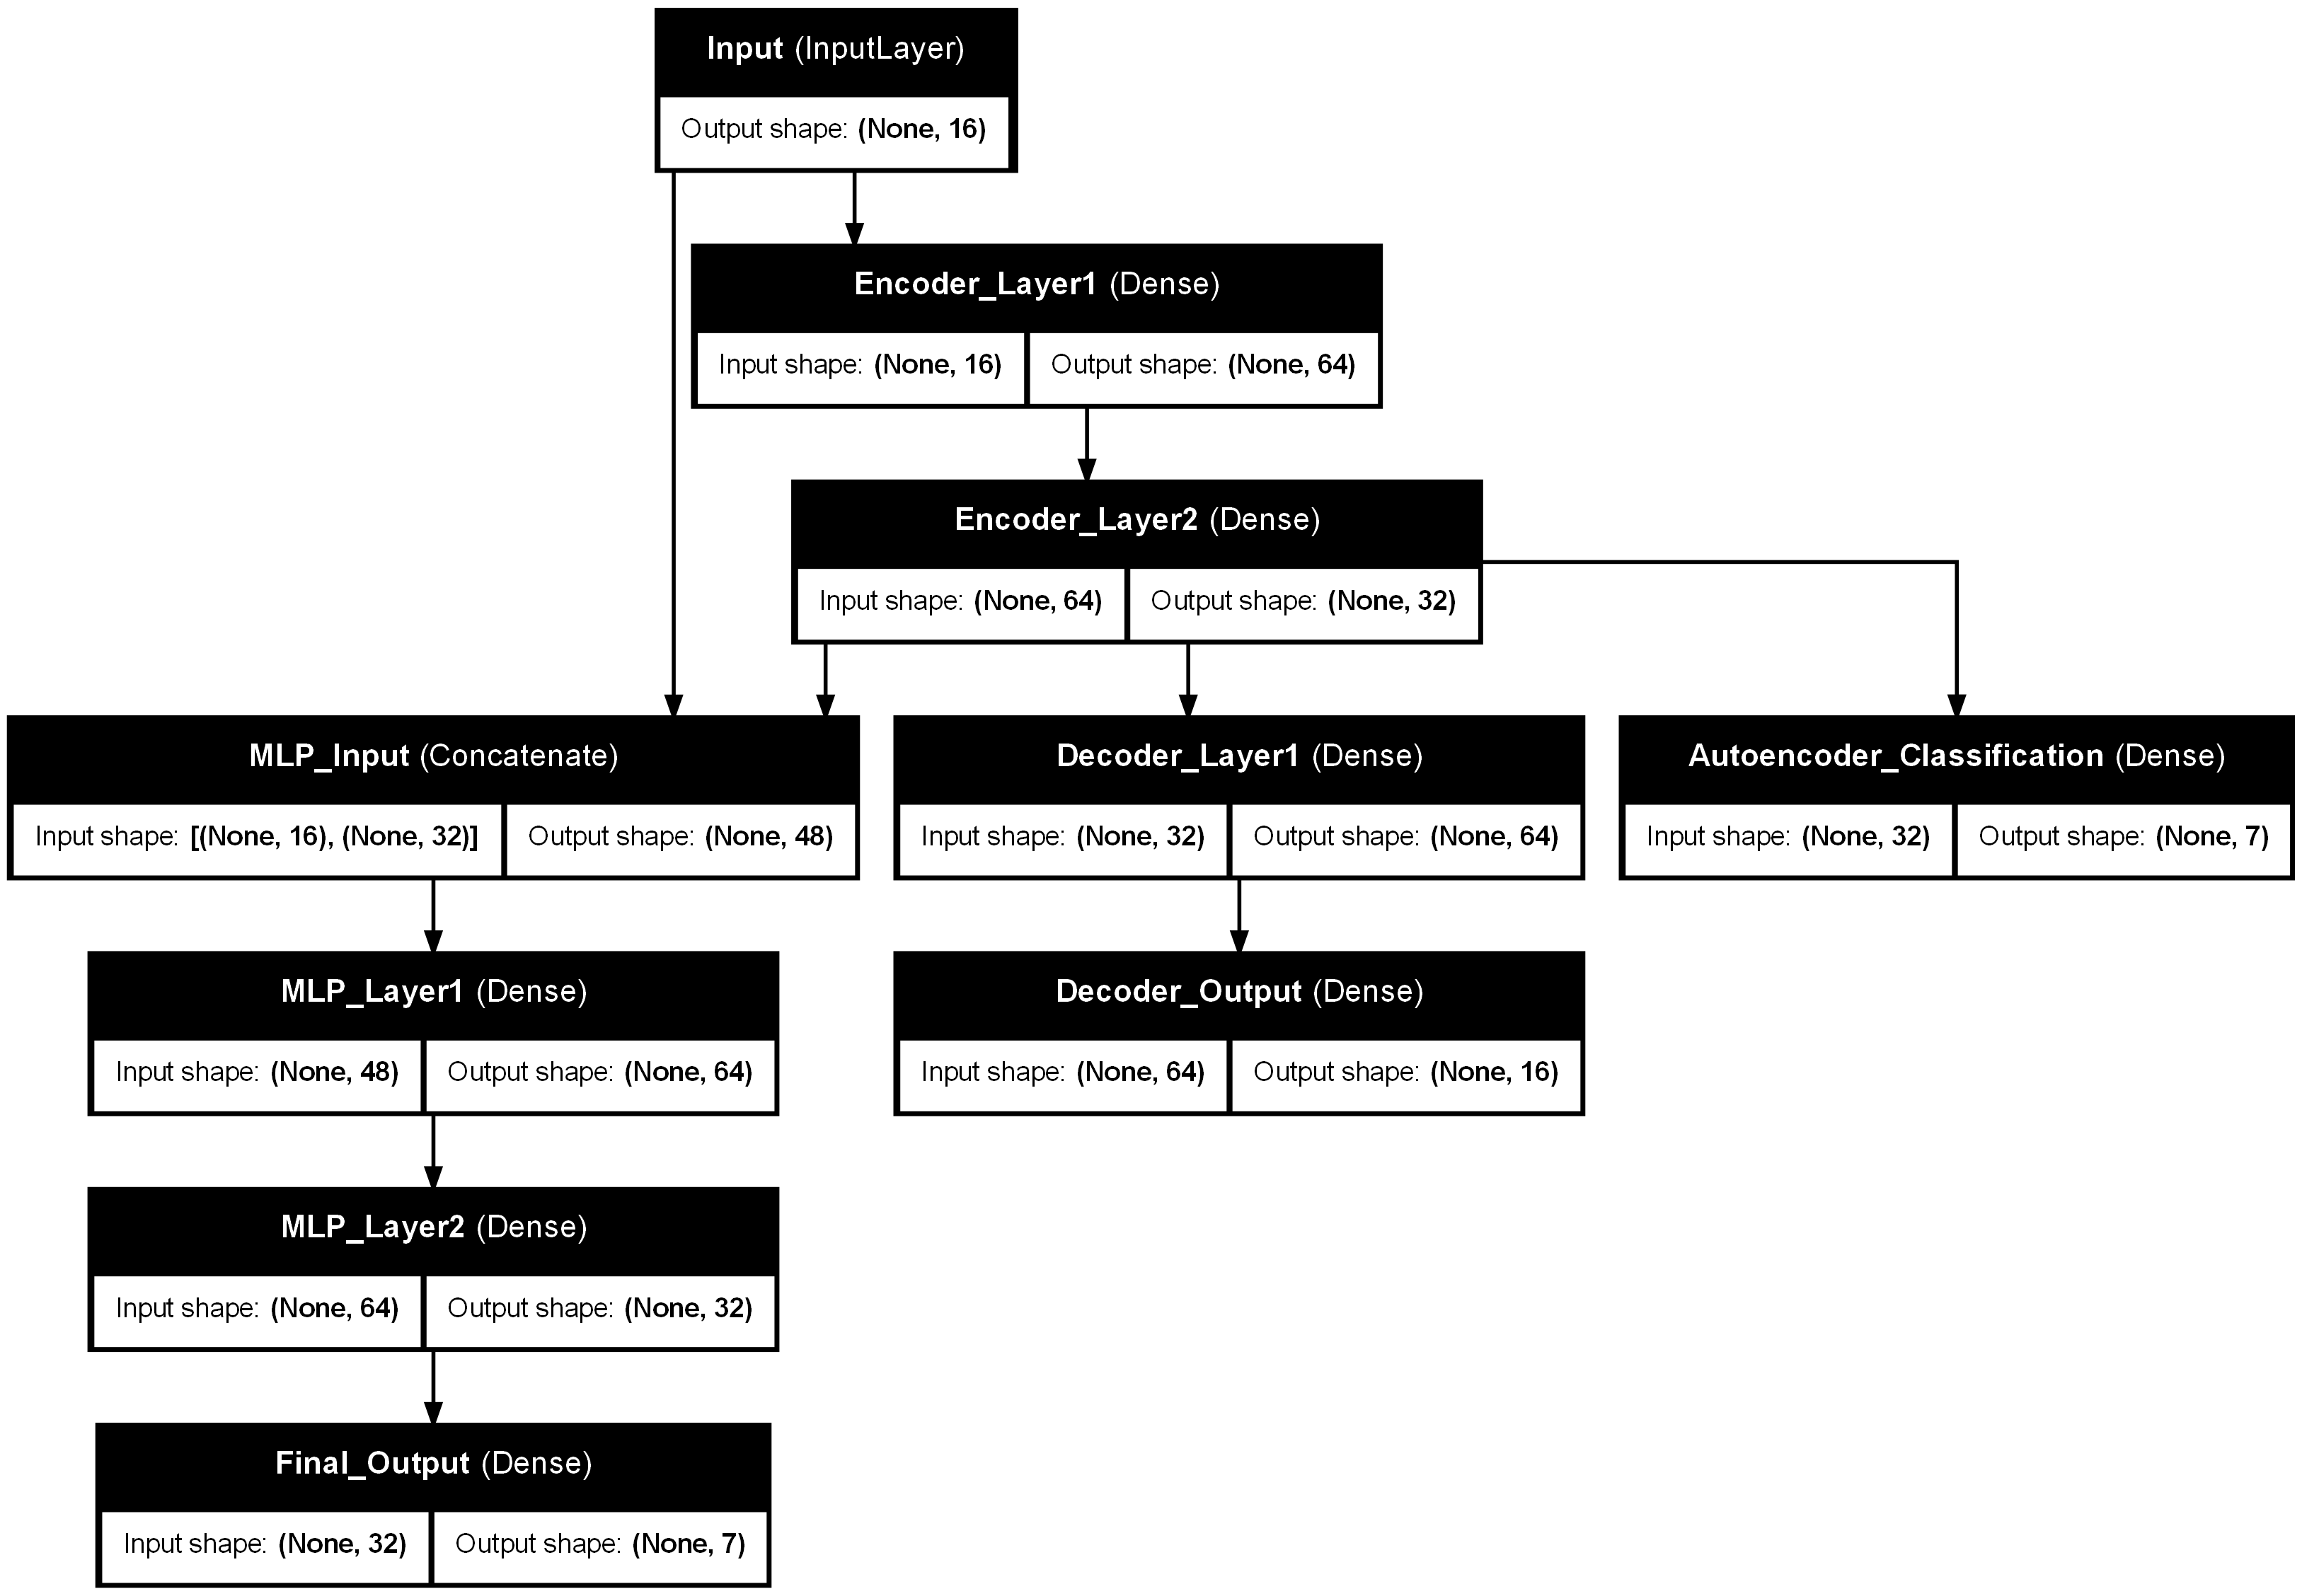 Input (InputLayer)
Output shape: (None, 16)
Encoder_Layer1 (Dense)
Input shape: (None, 16)
Output shape: (None, 64)
Encoder_Layer2 (Dense)
Input shape: (None, 64)
Output shape: (None, 32)
MLP_Input (Concatenate)
Input shape: [(None, 16), (None, 32)]
Output shape: (None, 48)
Decoder_Layer1 (Dense)
Input shape: (None, 32)
Output shape: (None, 64)
Autoencoder_Classification (Dense)
Input shape: (None, 32)
Output shape: (None, 7)
MLP_Layer1 (Dense)
Input shape: (None, 48)
Output shape: (None, 64)
Decoder_Output (Dense)
Input shape: (None, 64)
Output shape: (None, 16)
MLP_Layer2 (Dense)
Input shape: (None, 64)
Output shape: (None, 32)
Final_Output (Dense)
Input shape: (None, 32)
Output shape: (None, 7)